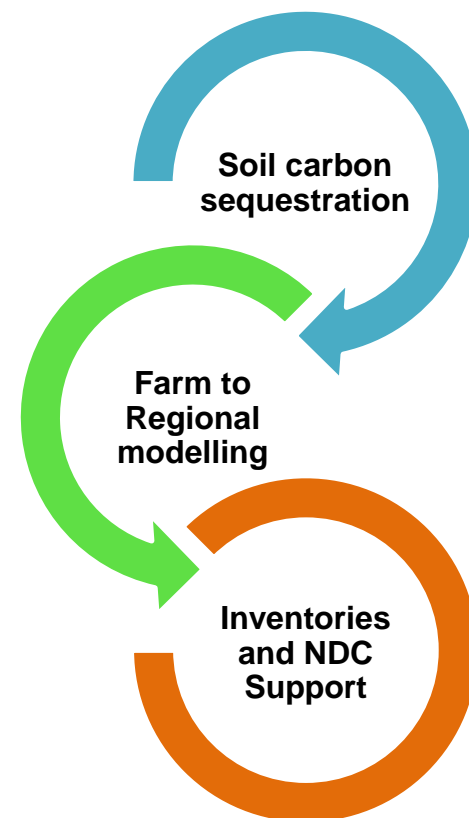 Soil carbon
sequestration
Farm to
Regional
modelling
Inventories
and NDC
Support